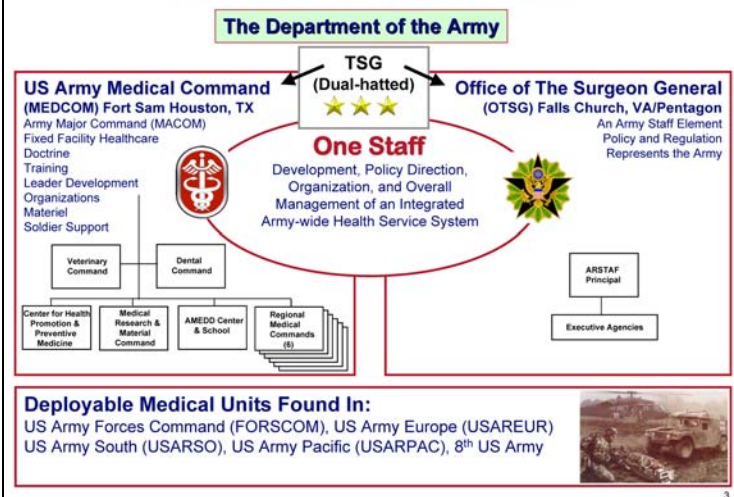 The Department of the Army
TSG
(Dual-hatted)
US Army Medical Command
(MEDCOM) Fort Sam Houston, TX
Army Major Command (MACOM)
Fixed Facility Healthcare
Doctrine
Training
Leader Development
Organizations
Materiel
Soldier Support
Office of The Surgeon General
(OTSG) Falls Church, VA/Pentagon
An Army Staff Element
Policy and Regulation
Represents the Army
One Staff
Development, Policy Direction,
Organization, and Overall
Management of an Integrated
Army-wide Health Service System
Veterinary
Command
Dental
Command
Center for Health
Promotion &
Preventive
Medicine
Medical
Research &
Material
Command
AMEDD Center
& School
Regional
Medical
Commands
(6)
ARSTAF
Principal
Executive Agencies
Deployable Medical Units Found In:
US Army Forces Command (FORSCOM), US Army Europe (USAREUR)
US Army South (USARSO), US Army Pacific (USARPAC), 8th US Army
3